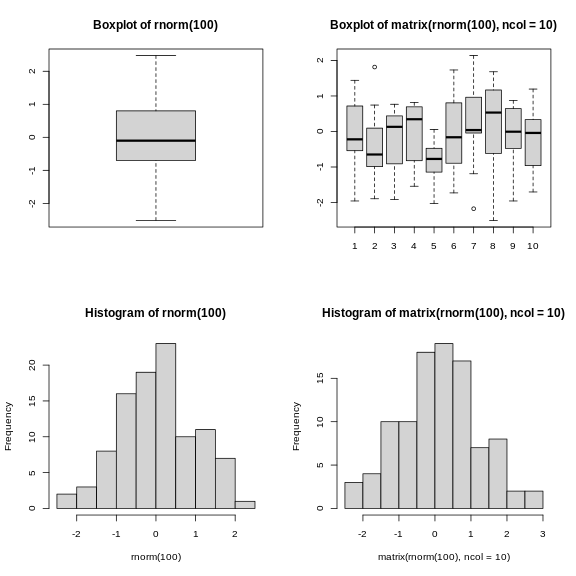 Boxplot of rnorm(100)
2
1
0
-1
-2
Boxplot of matrix(rnorm(100), ncol = 10)
2
1
0
-1
-2
1 2 3 4 5 6 7 8 9 10
Histogram of rnorm(100)
Frequency
20
15
10
5
0
-2 -1 0 1 2
rnorm(100)
Histogram of matrix(rnorm(100), ncol = 10)
Frequency
15
10
5
0
-2 -1 0 1 2 3
matrix(rnorm(100), ncol = 10)